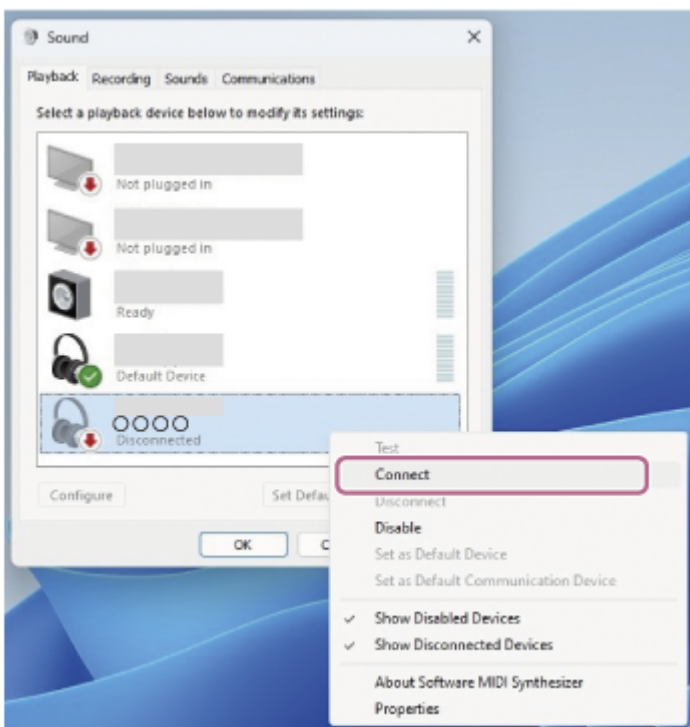 Sound
Playback Recording Sounds Communications
Select a playback device below to modify its settings:
Not plugged in
Not plugged in
Ready
Default Device
OOOO
Disconnected
Test
Connect
Disconnect
Disable
Set as Default Device
Set as Default Communication Device
Show Disabled Devices
Show Disconnected Devices
About Software MIDI Synthesizer
Properties
Configure
Set Defau
OK
C